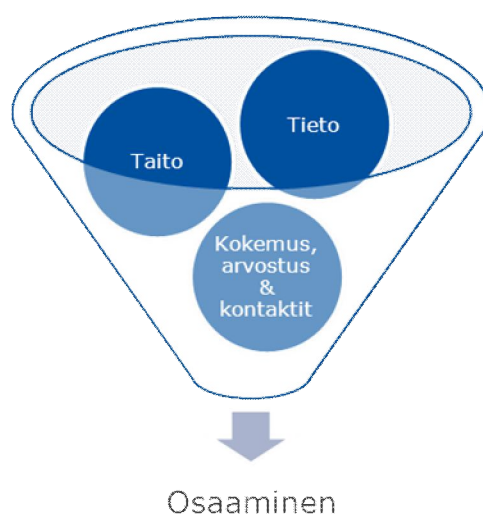 Tieto
Taito
Kokemus,
arvostus
&
kontaktit
Osaaminen